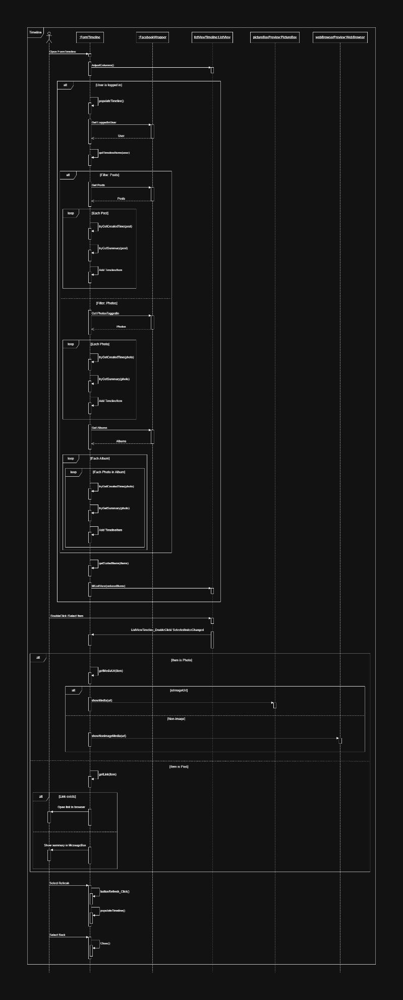 Timeline
:FormTimeline
:FacebookWrapper
listViewTimeline:ListView
pictureBoxPreview:PictureBox
webBrowserPreview:WebBrowser
Open FormTimeline
AdjustColumns()
alt
[User is logged in]
populateTimeline()
Get LoggedInUser
User
getTimelineItems(user)
alt
[Filter: Posts]
Get Posts
Posts
loop
[Each Post]
tryGetCreatedTime(post)
tryGetSummary(post)
Add TimelineItem
[Filter: Photos]
Get PhotosTaggedIn
Photos
loop
[Each Photo]
tryGetCreatedTime(photo)
tryGetSummary(photo)
Add TimelineItem
Get Albums
Albums
loop
[Each Album]
loop
[Each Photo in Album]
tryGetCreatedTime(photo)
tryGetSummary(photo)
Add TimelineItem
getSortedItems(items)
fillListView(orderedItems)
DoubleClick /Select Item
ListViewTimeline_DoubleClick/ SelectedIndexChanged
alt
[Item is Photo]
getMediaUrl(item)
alt
[isImageUrl]
showMedia(url)
[Non-image]
showNonImageMedia(url)
[Item is Post]
getLink(item)
alt
[Link exists]
Open link in browser
Show summary in MessageBox
Select Refresh
buttonRefresh_Click()
populateTimeline()
Select Back
Close()